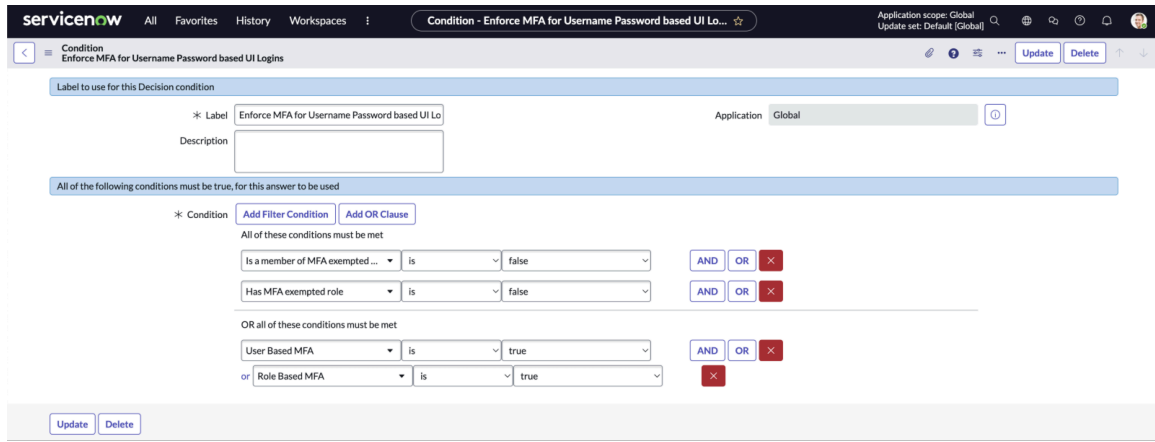 servicenow All Favorites History Workspaces Condition - Enforce MFA for Username Password based UI Lo... Application scope: Global
Update set: Default [Global]
Condition
Enforce MFA for Username Password based UI Logins
Update Delete
Label to use for this Decision condition
Label Enforce MFA for Username Password based UI Lo Application Global
Description
All of the following conditions must be true, for this answer to be used
Condition Add Filter Condition Add OR Clause
All of these conditions must be met
Is a member of MFA exempted ... is false AND OR
Has MFA exempted role is false AND OR
OR all of these conditions must be met
User Based MFA is true AND OR
or Role Based MFA is true
Update Delete